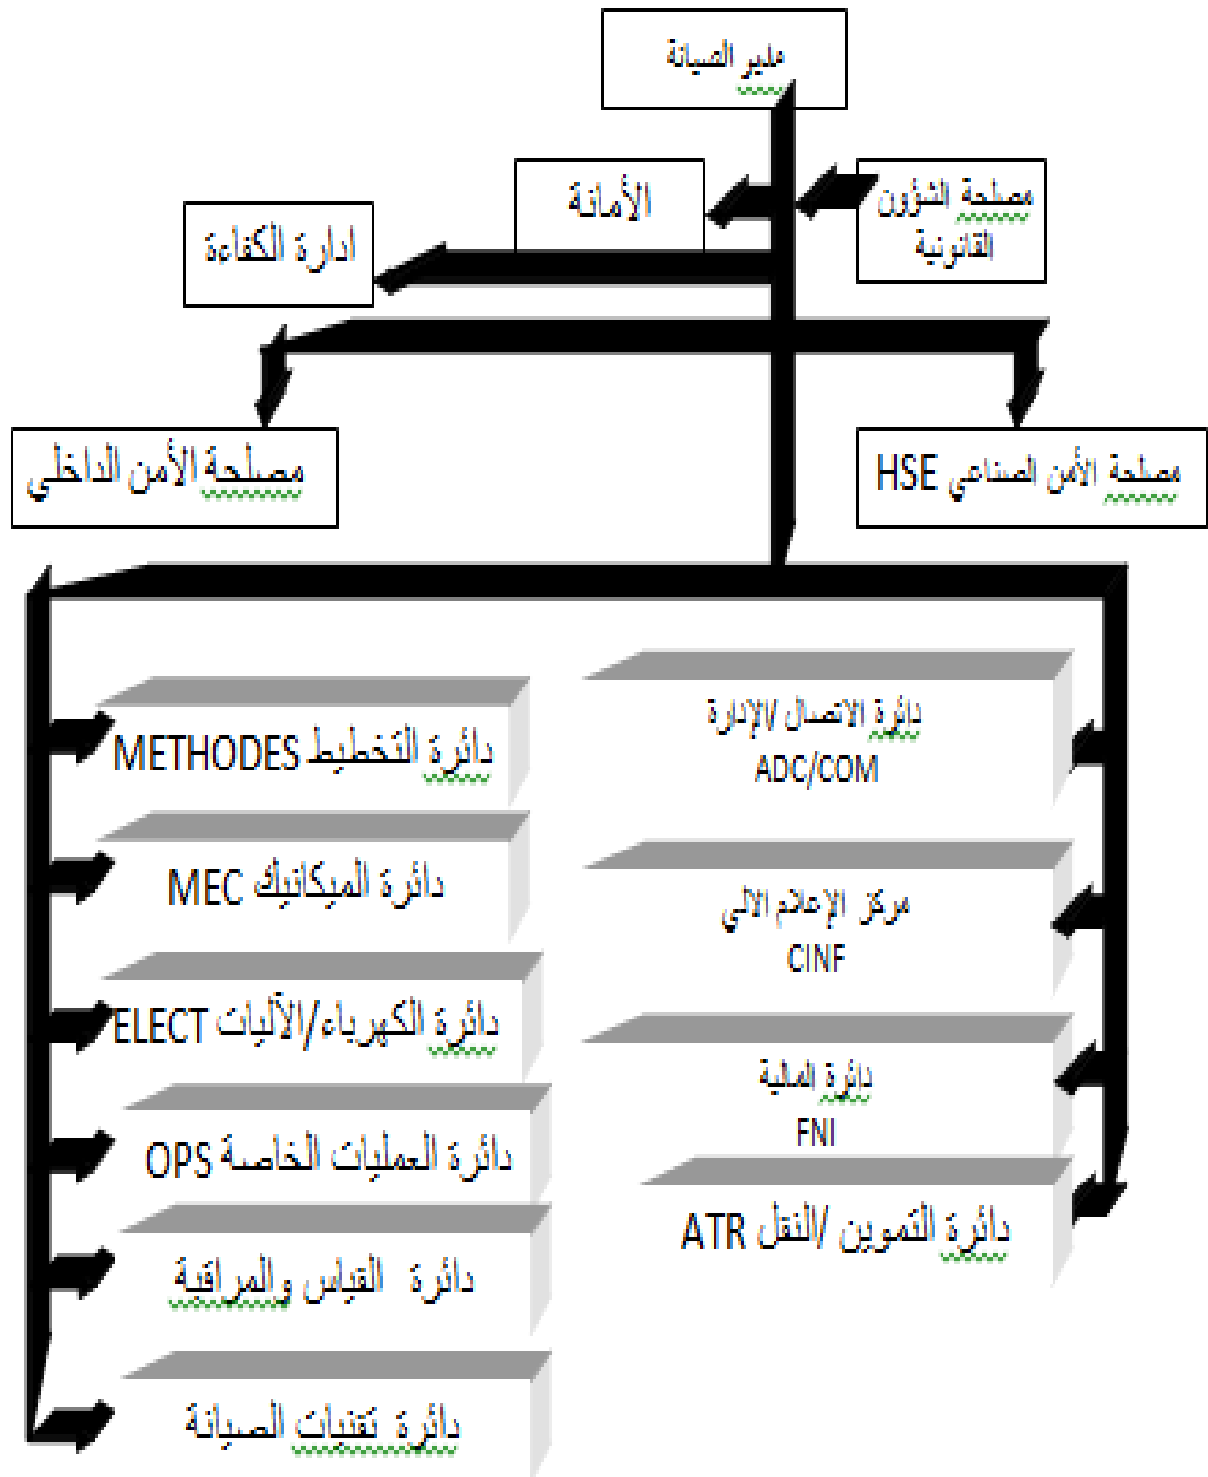 مدير الصيانة
الأمانة
مصلحة الشؤون
القانونية
ادارة الكفاءة
مصلحة الأمن الداخلي
مصلحة الأمن الصناعي HSE
دائرة الاتصال /الإدارة
ADC/COM
مركز الإعلام الالي
CINF
دائرة المالية
FNI
دائرة التموين /النقل ATR
دائرة التخطيط METHODES
دائرة الميكانيك MEC
دائرة الكهرباء/الآليات ELECT
دائرة العمليات الخاصة OPS
دائرة القياس والمراقبة
دائرة تقنيات الصيانة